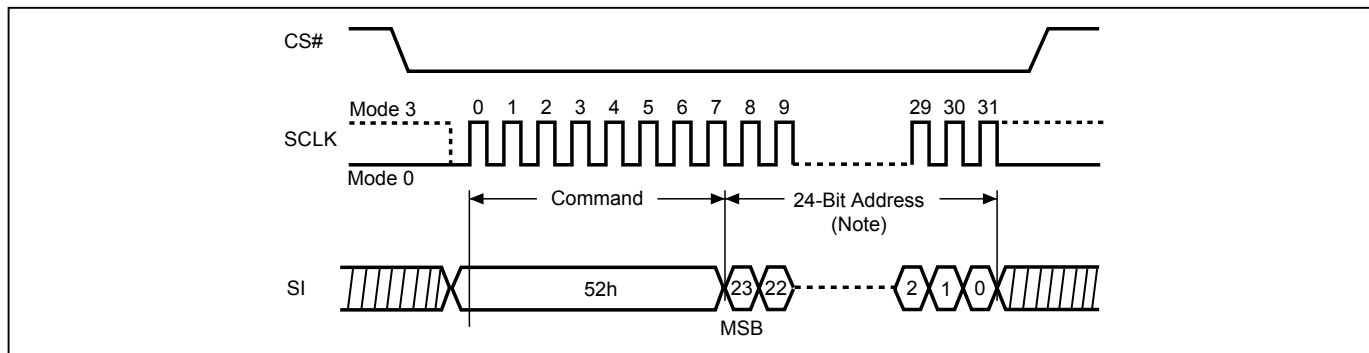 CS#
Mode 3
0 1 2 3 4 5 6 7 8 9 29 30 31
SCLK
Mode 0
Command
24-Bit Address
(Note)
SI
52h
23 22 2 1 0
MSB